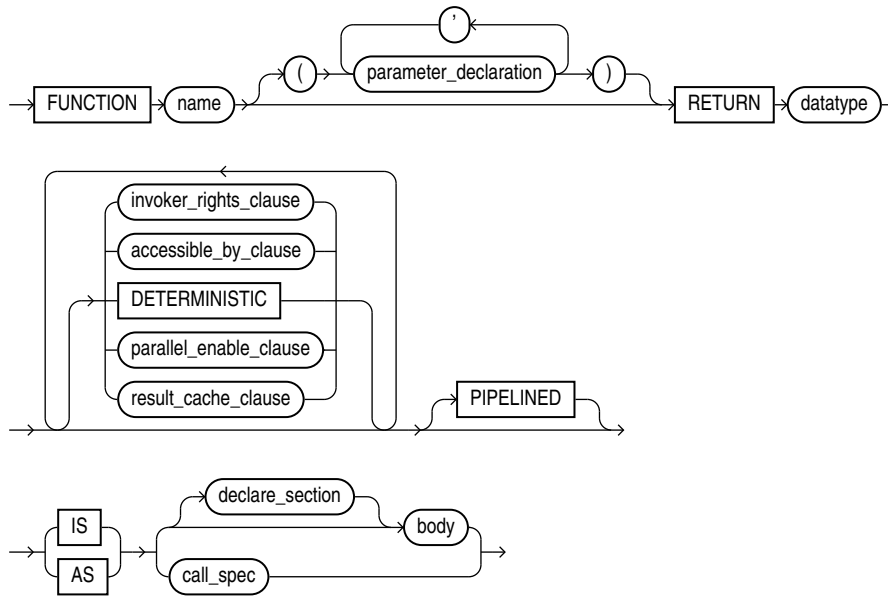 ,
( parameter_declaration )
FUNCTION name RETURN datatype
invoker_rights_clause
accessible_by_clause
DETERMINISTIC
parallel_enable_clause
result_cache_clause
PIPELINED
declare_section
IS body
AS call_spec